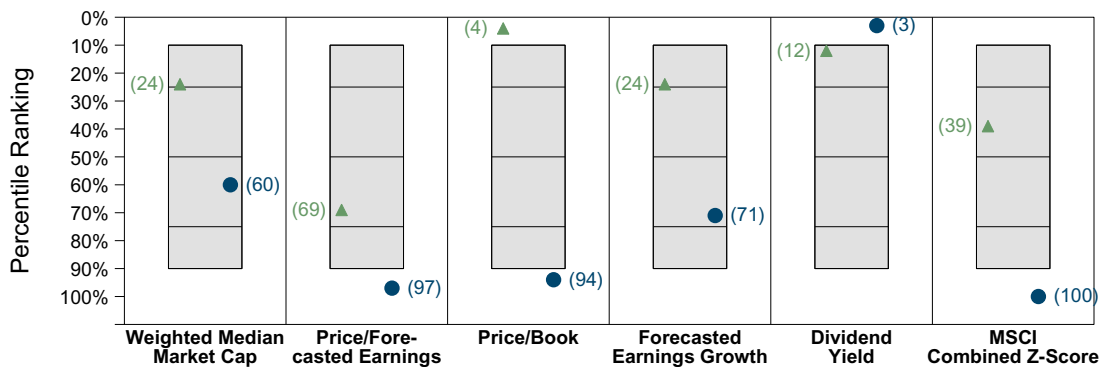 Percentile Ranking
0%
10%
20%
30%
40%
50%
60%
70%
80%
90%
100%
(24)
(60)
(69)
(97)
(4)
(94)
(24)
(71)
(12)
(3)
(39)
(100)
Weighted Median
Market Cap
Price/Fore-
casted Earnings
Price/Book
Forecasted
Earnings Growth
Dividend
Yield
MSCI
Combined Z-Score